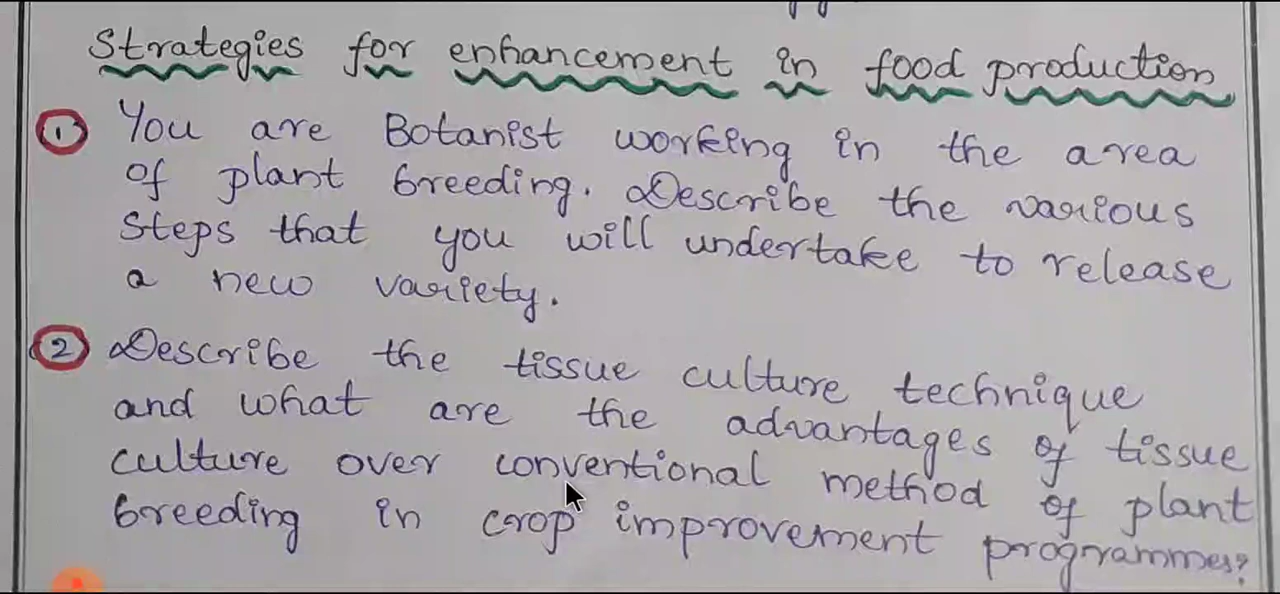 Strategies for enhancement in food production
① You are Botanist working in the area
of plant breeding. Describe the various
steps that you will undertake to release
a new variety.
② Describe the tissue culture technique
and what are the advantages of tissue
culture over conventional method of plant
breeding in crop improvement programmes?